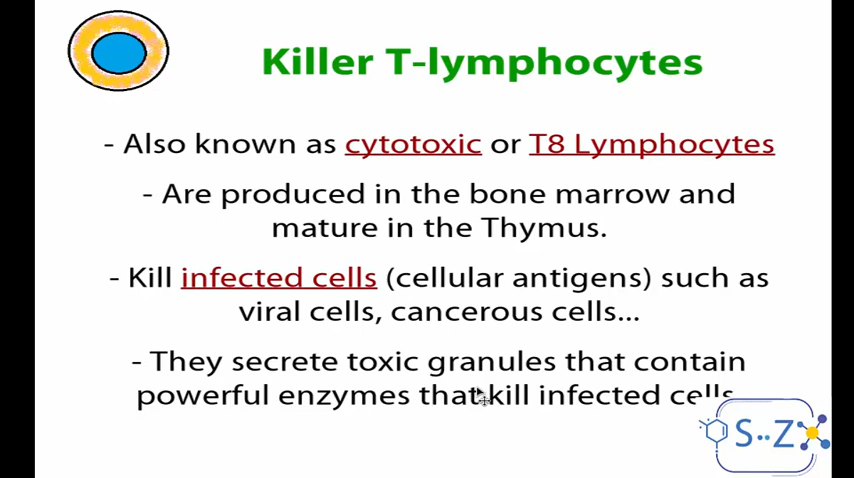 Killer T-lymphocytes
- Also known as cytotoxic or T8 Lymphocytes
- Are produced in the bone marrow and
mature in the Thymus.
- Kill infected cells (cellular antigens) such as
viral cells, cancerous cells...
- They secrete toxic granules that contain
powerful enzymes that kill infected cells
S..Z